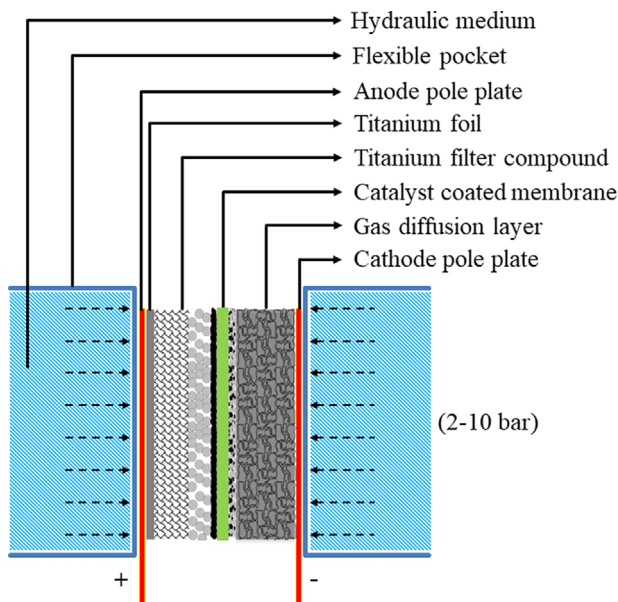 Hydraulic medium
Flexible pocket
Anode pole plate
Titanium foil
Titanium filter compound
Catalyst coated membrane
Gas diffusion layer
Cathode pole plate
(2-10 bar)
+ -